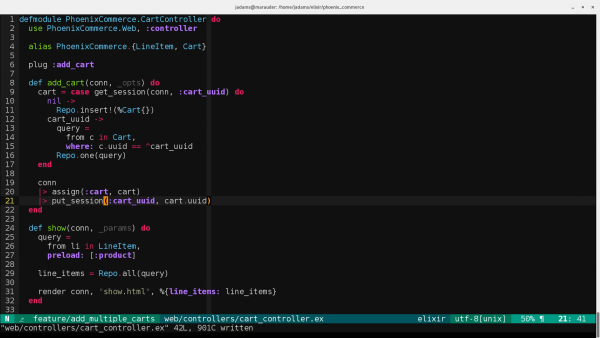 jadams@marauder: /home/jadams/elixir/phoenix_commerce
1 defmodule PhoenixCommerce.CartController do
2 use PhoenixCommerce.Web, :controller
3
4 alias PhoenixCommerce.{LineItem, Cart}
5
6 plug :add_cart
7
8 def add_cart(conn, _opts) do
9 cart = case get_session(conn, :cart_uuid) do
10 nil ->
11 Repo.insert!(%Cart{})
12 cart_uuid ->
13 query =
14 from c in Cart,
15 where: c.uuid == ^cart_uuid
16 Repo.one(query)
17 end
18
19 conn
20 |> assign(:cart, cart)
21 |> put_session(:cart_uuid, cart.uuid)
22 end
23
24 def show(conn, _params) do
25 query =
26 from li in LineItem,
27 preload: [:product]
28
29 line_items = Repo.all(query)
30
31 render conn, "show.html", %{line_items: line_items}
32 end
33
N feature/add_multiple_carts web/controllers/cart_controller.ex elixir utf-8[unix] 50% ¶ 21: 41
"web/controllers/cart_controller.ex" 42L, 901C written